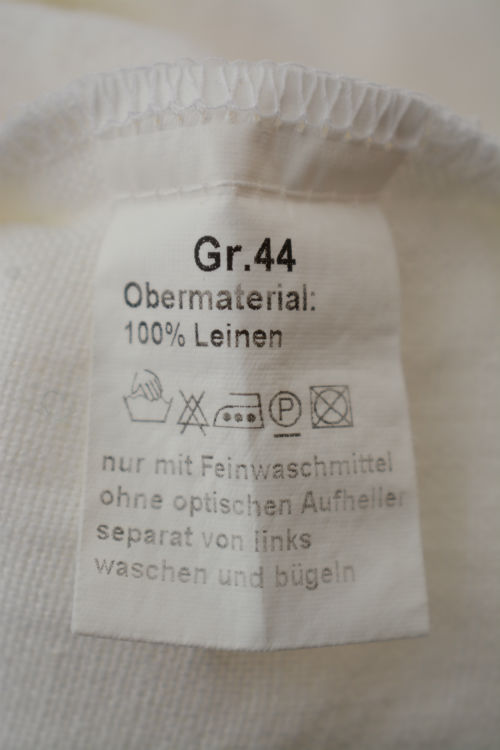 Gr.44
Obermaterial:
100% Leinen
P
nur mit Feinwaschmittel
ohne optischen Aufheller
separat von links
waschen und bügeln